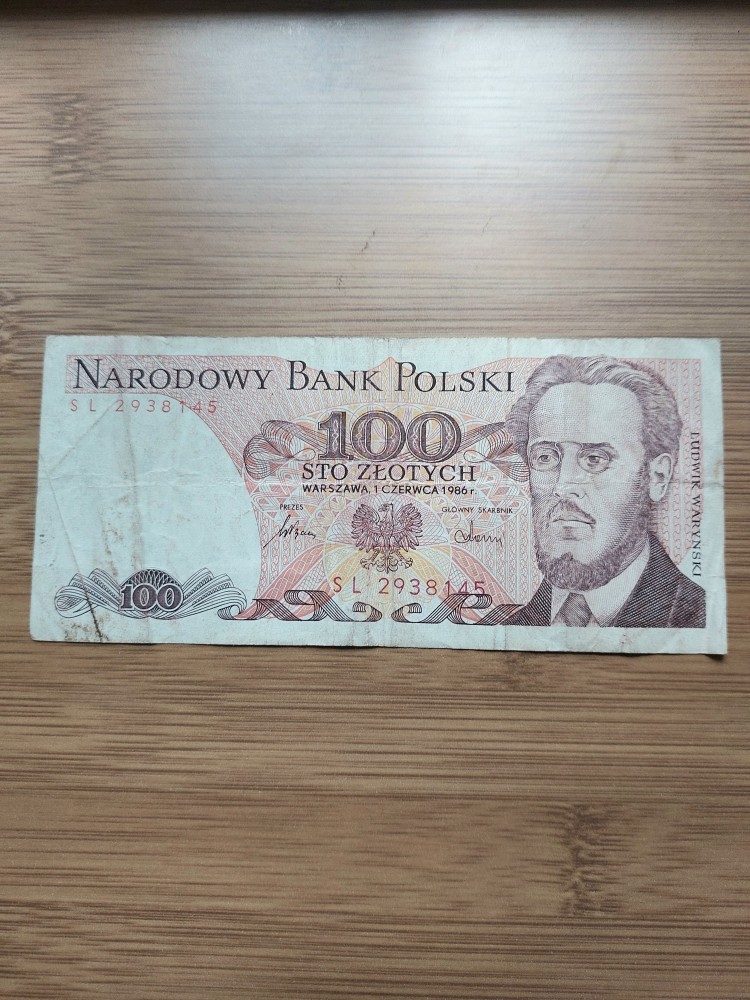 NARODOWY BANK POLSKI
SL 2938145
100
STO ZŁOTYCH
WARSZAWA, 1 CZERWCA 1986 r.
PREZES
GŁÓWNY SKARBNIK
SL 2938145
100
LUDWIK WARYŃSKI